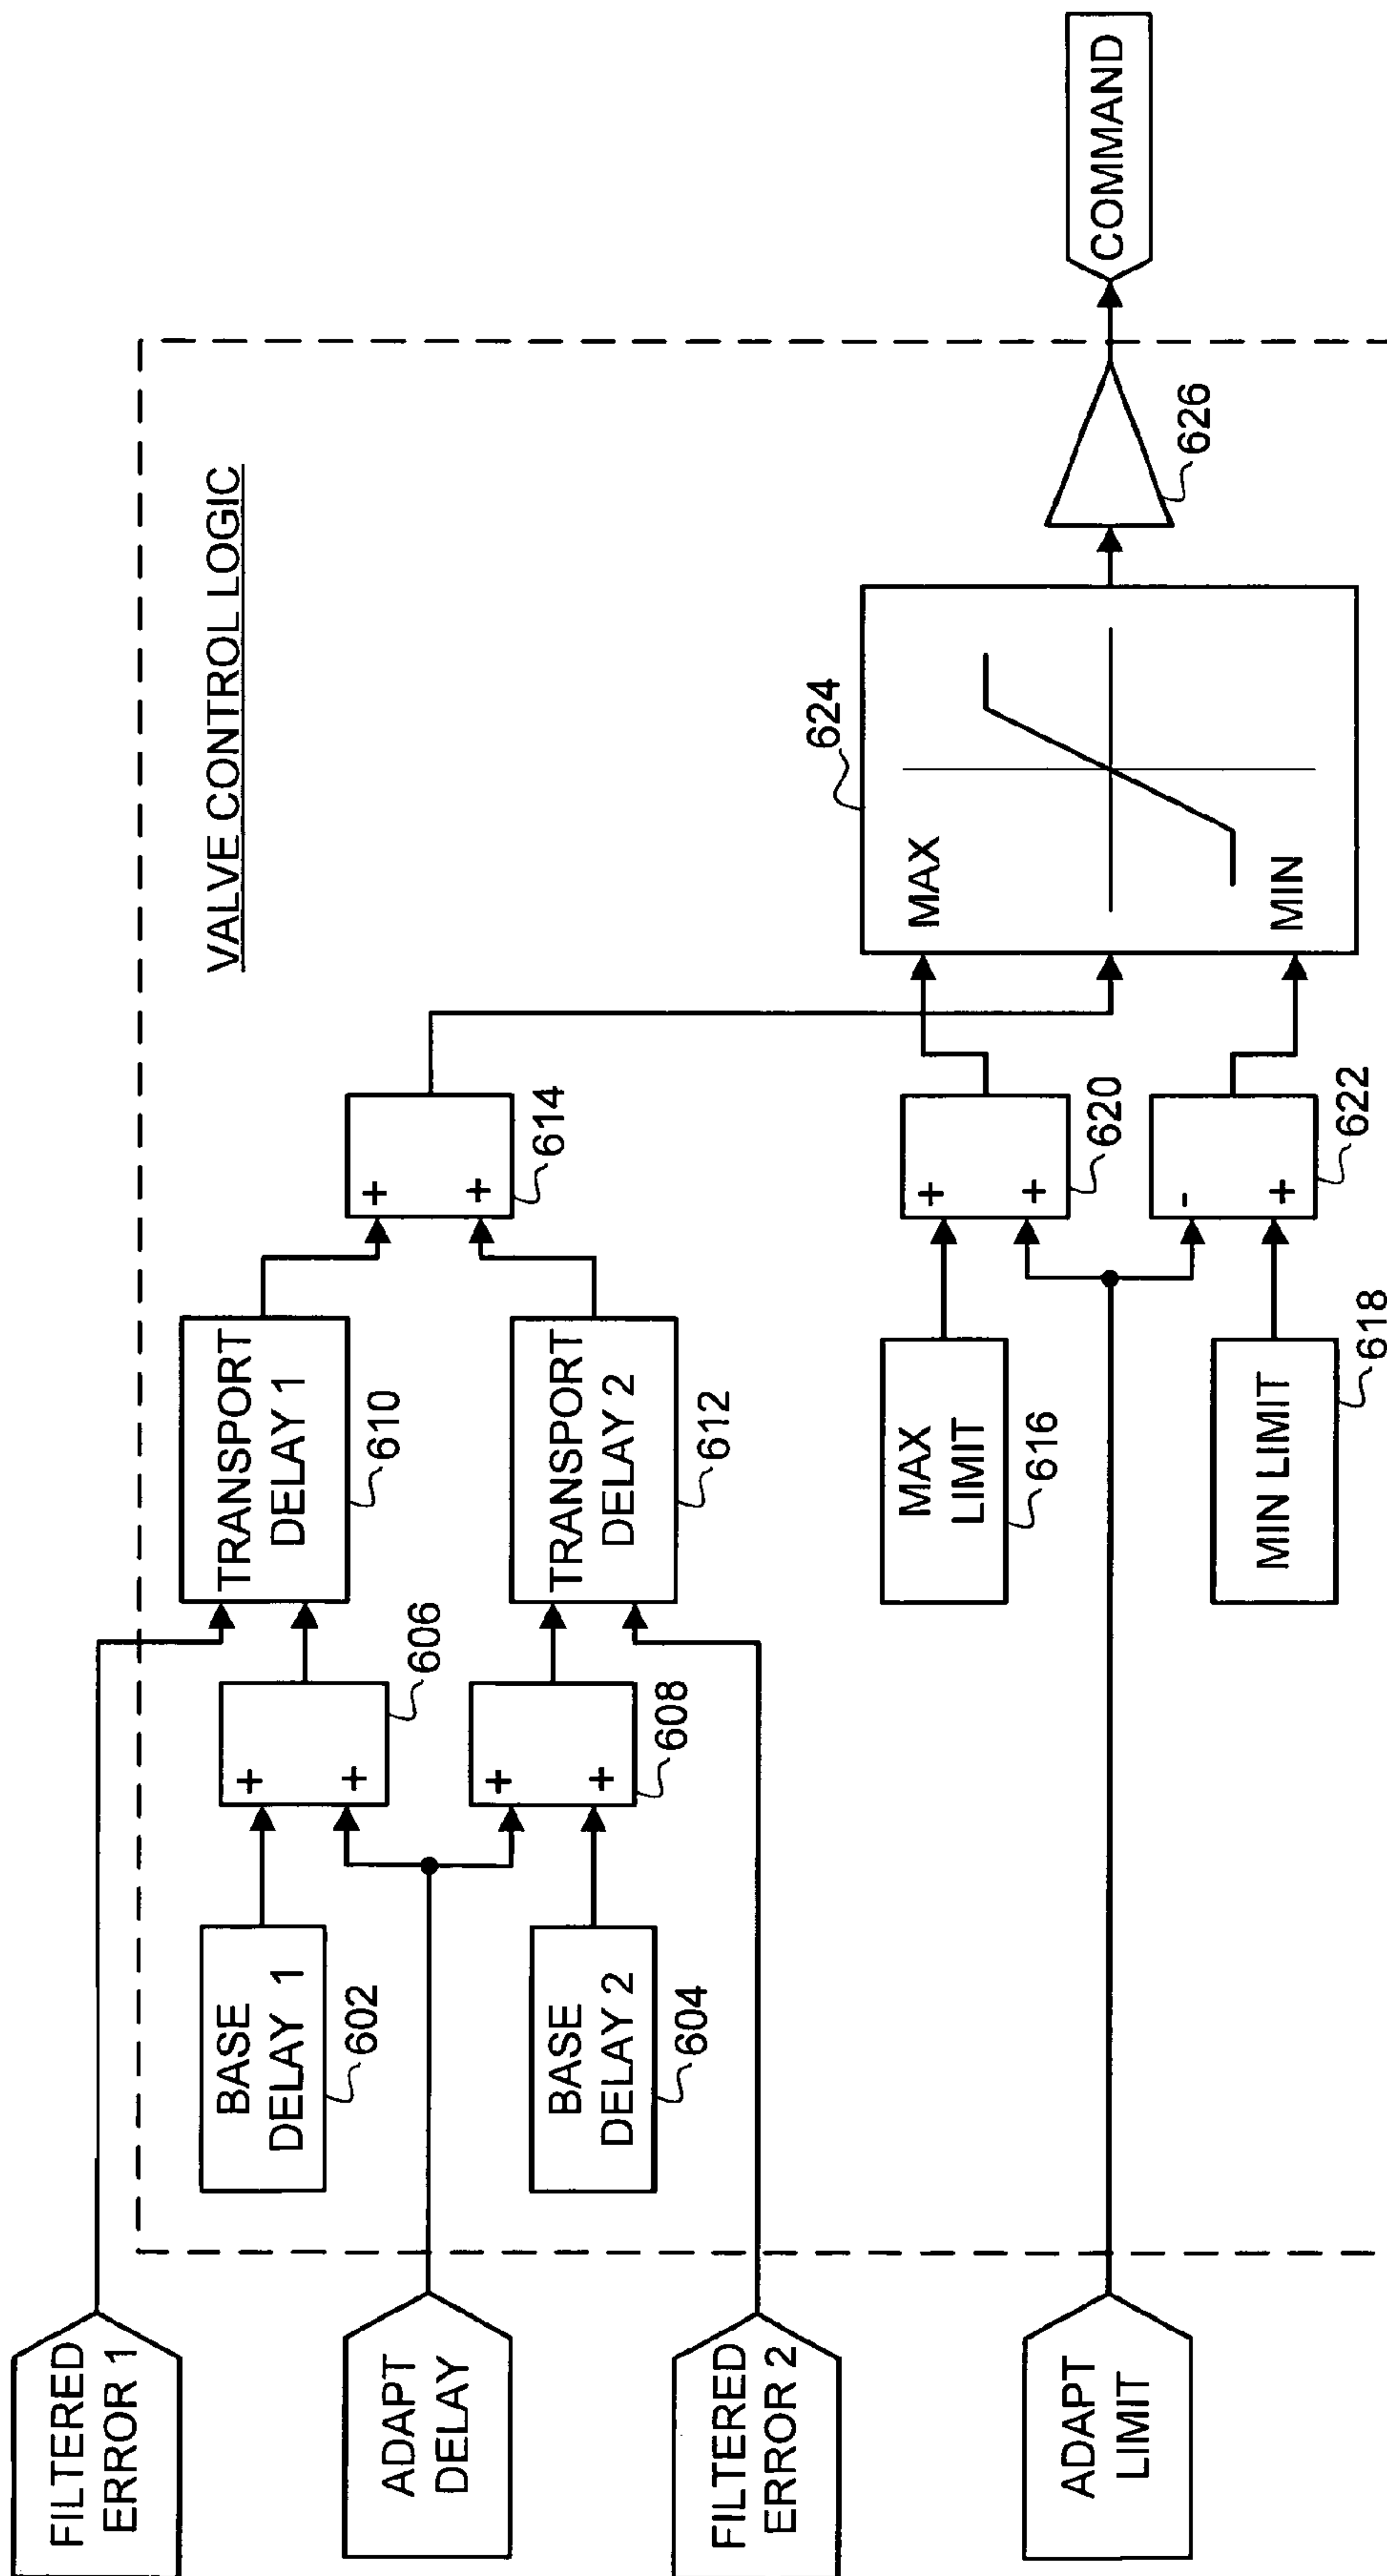 VALVE CONTROL LOGIC
FILTERED
ERROR 1
ADAPT
DELAY
FILTERED
ERROR 2
ADAPT
LIMIT
BASE
DELAY 1
602
BASE
DELAY 2
604
+
+
606
+
+
608
TRANSPORT
DELAY 1
610
TRANSPORT
DELAY 2
612
+
+
614
MAX
LIMIT
616
MIN LIMIT
618
+
+
620
-
+
622
624
MAX
MIN
626
COMMAND